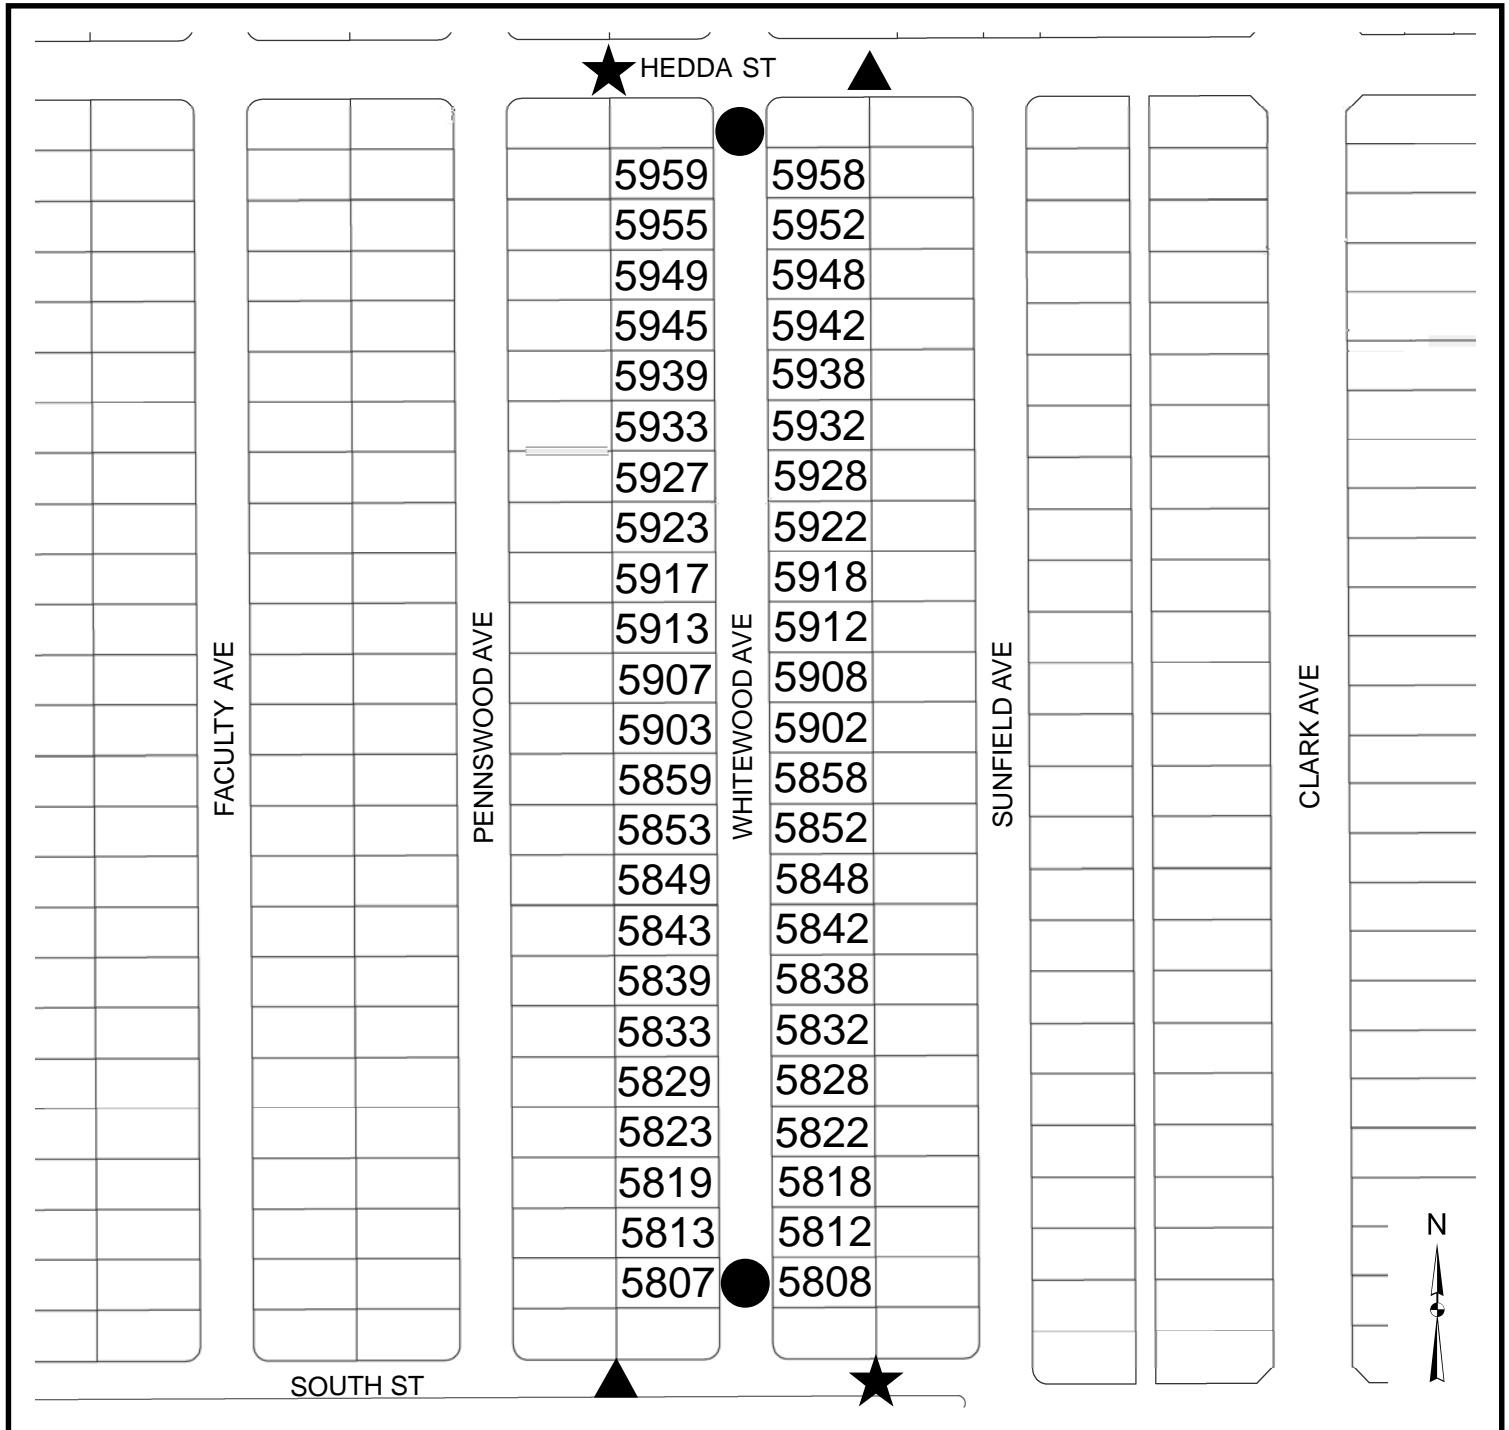 HEDDA ST
5959 5958
5955 5952
5949 5948
5945 5942
5939 5938
5933 5932
5927 5928
5923 5922
5917 5918
5913 5912
5907 5908
5903 5902
5859 5858
5853 5852
5849 5848
5843 5842
5839 5838
5833 5832
5829 5828
5823 5822
5819 5818
5813 5812
5807 5808
FACULTY AVE
PENNSWOOD AVE
WHITEWOOD AVE
SUNFIELD AVE
CLARK AVE
N
SOUTH ST